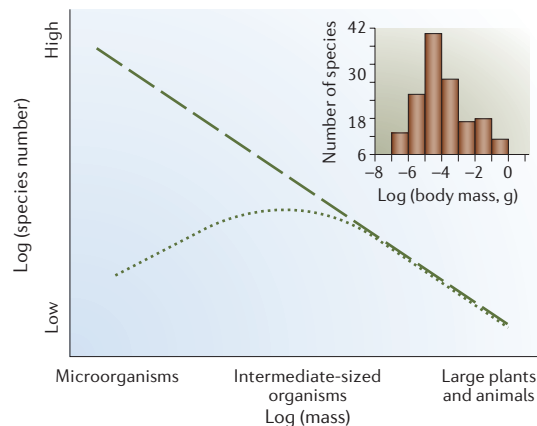 High
Log (species number)
Low
Microorganisms
Intermediate-sized
organisms
Large plants
and animals
Log (mass)
Number of species
42
30
18
6
−8 −6 −4 −2 0
Log (body mass, g)